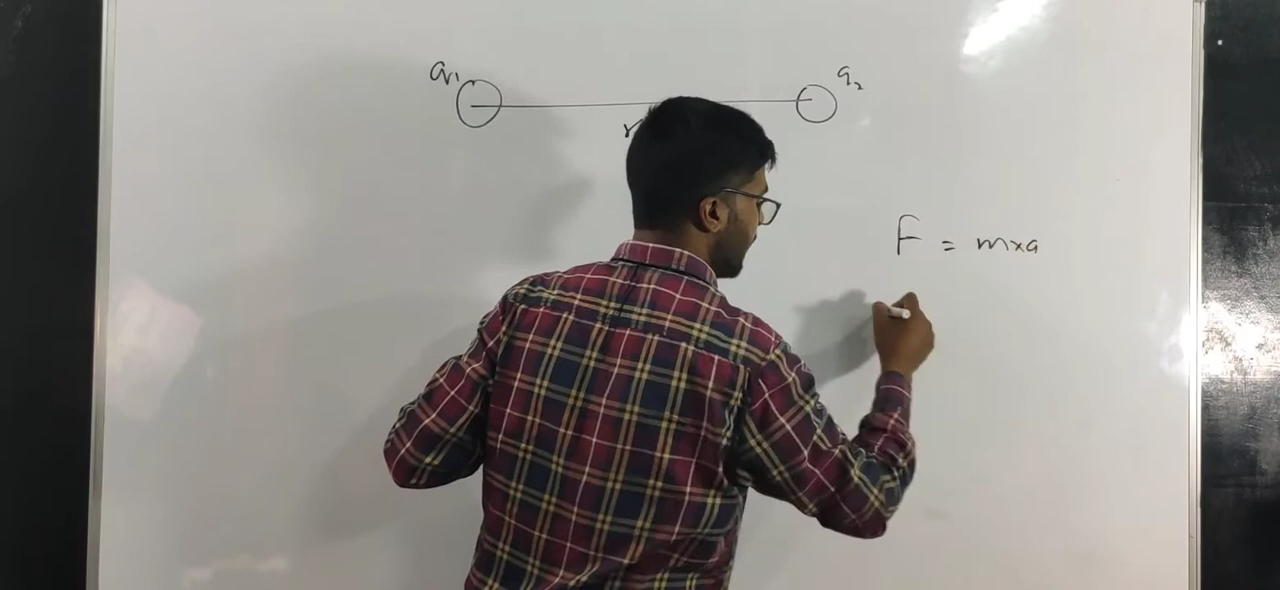 q₁
q₂
r
F = m×a